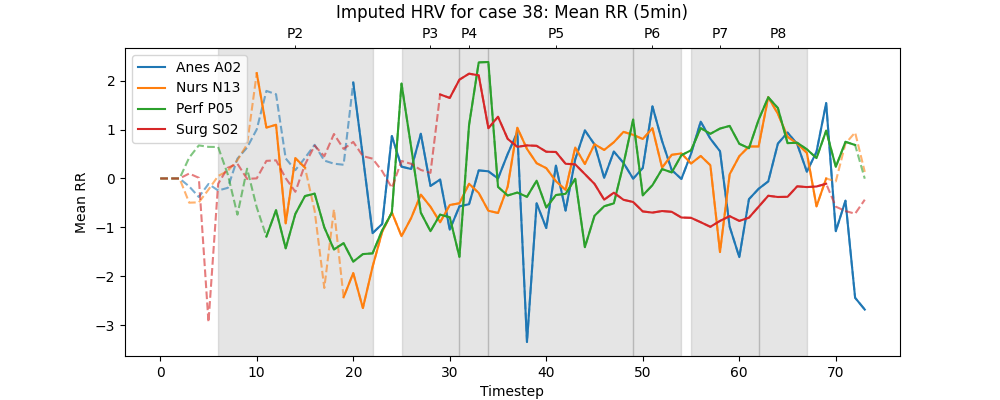 Imputed HRV for case 38: Mean RR (5min)
P2 P3 P4 P5 P6 P7 P8
Anes A02
Nurs N13
Perf P05
Surg S02
2
1
0
−1
−2
−3
Mean RR
0 10 20 30 40 50 60 70
Timestep